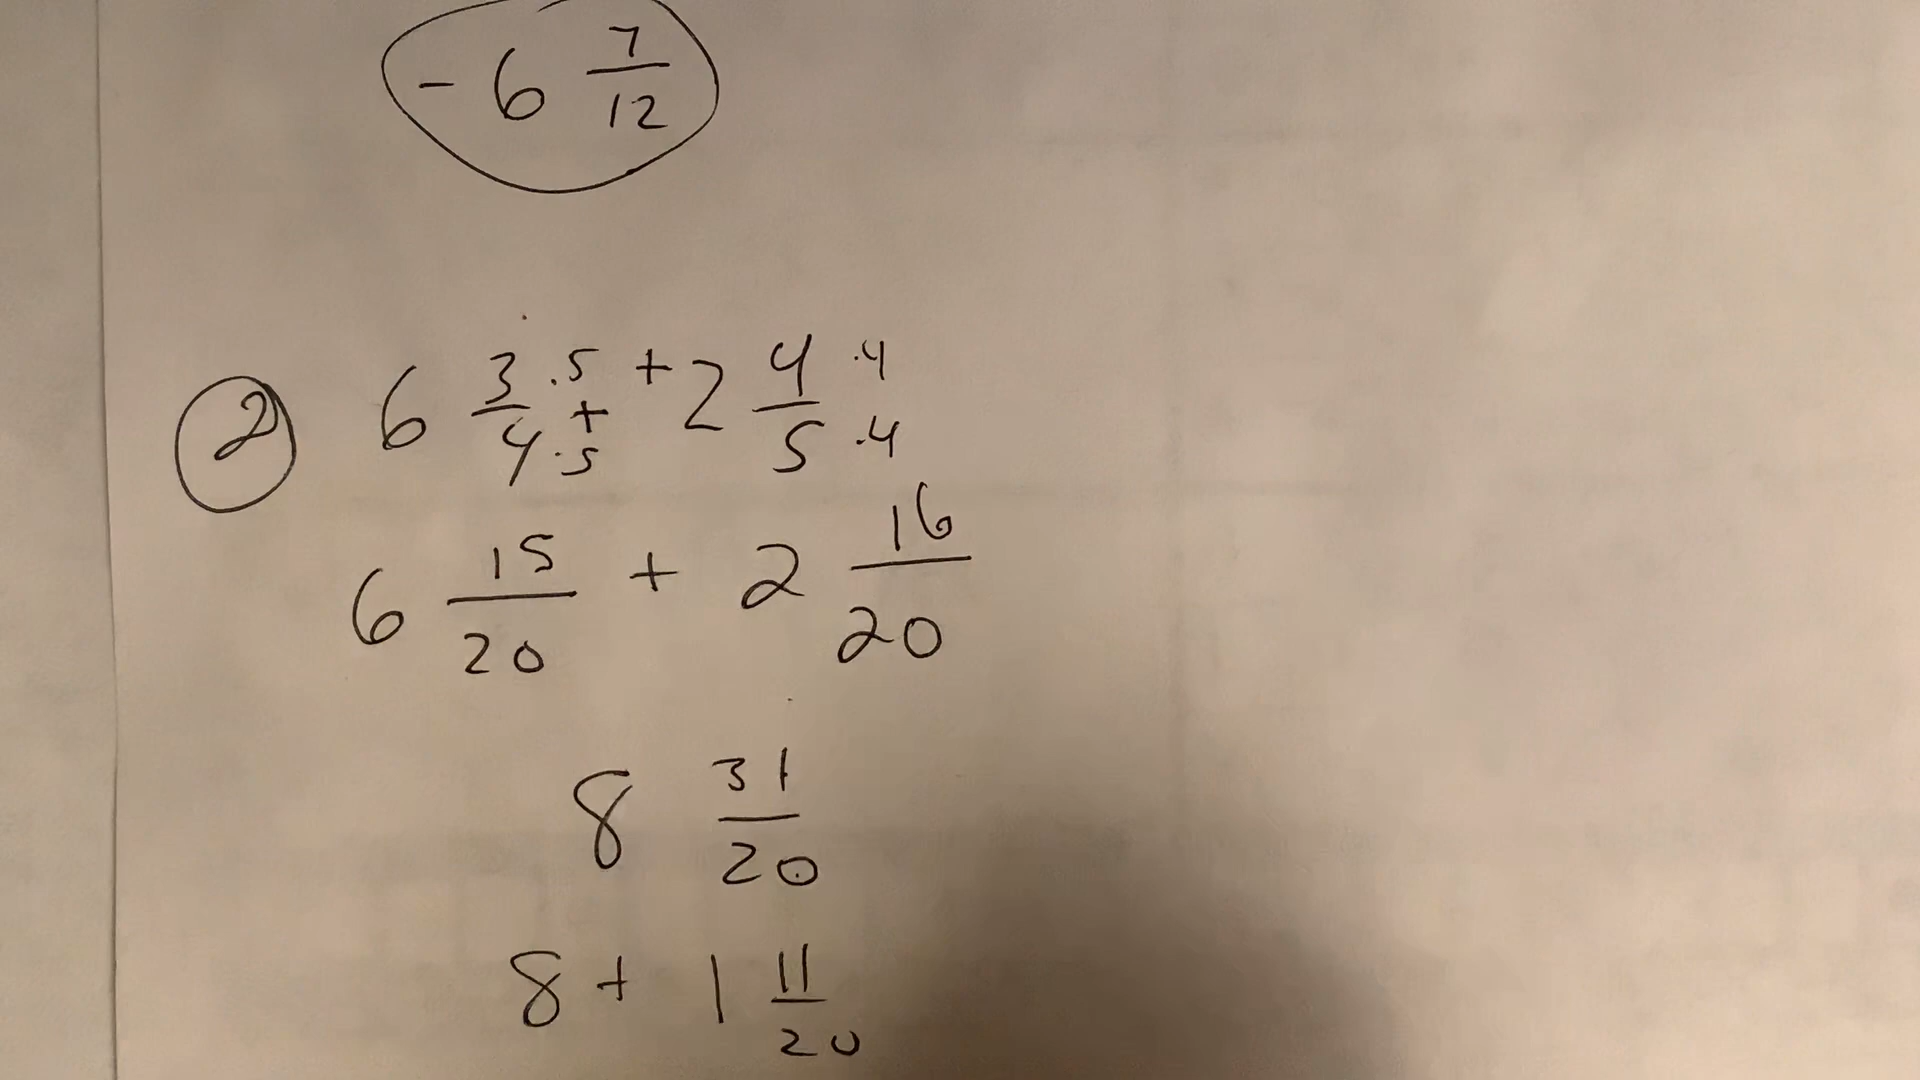 - 6 7/12
2 6 3/4 ·5 + ·5 + 2 4/5 ·4 ·4
6 15/20 + 2 16/20
8 31/20
8 + 1 11/20